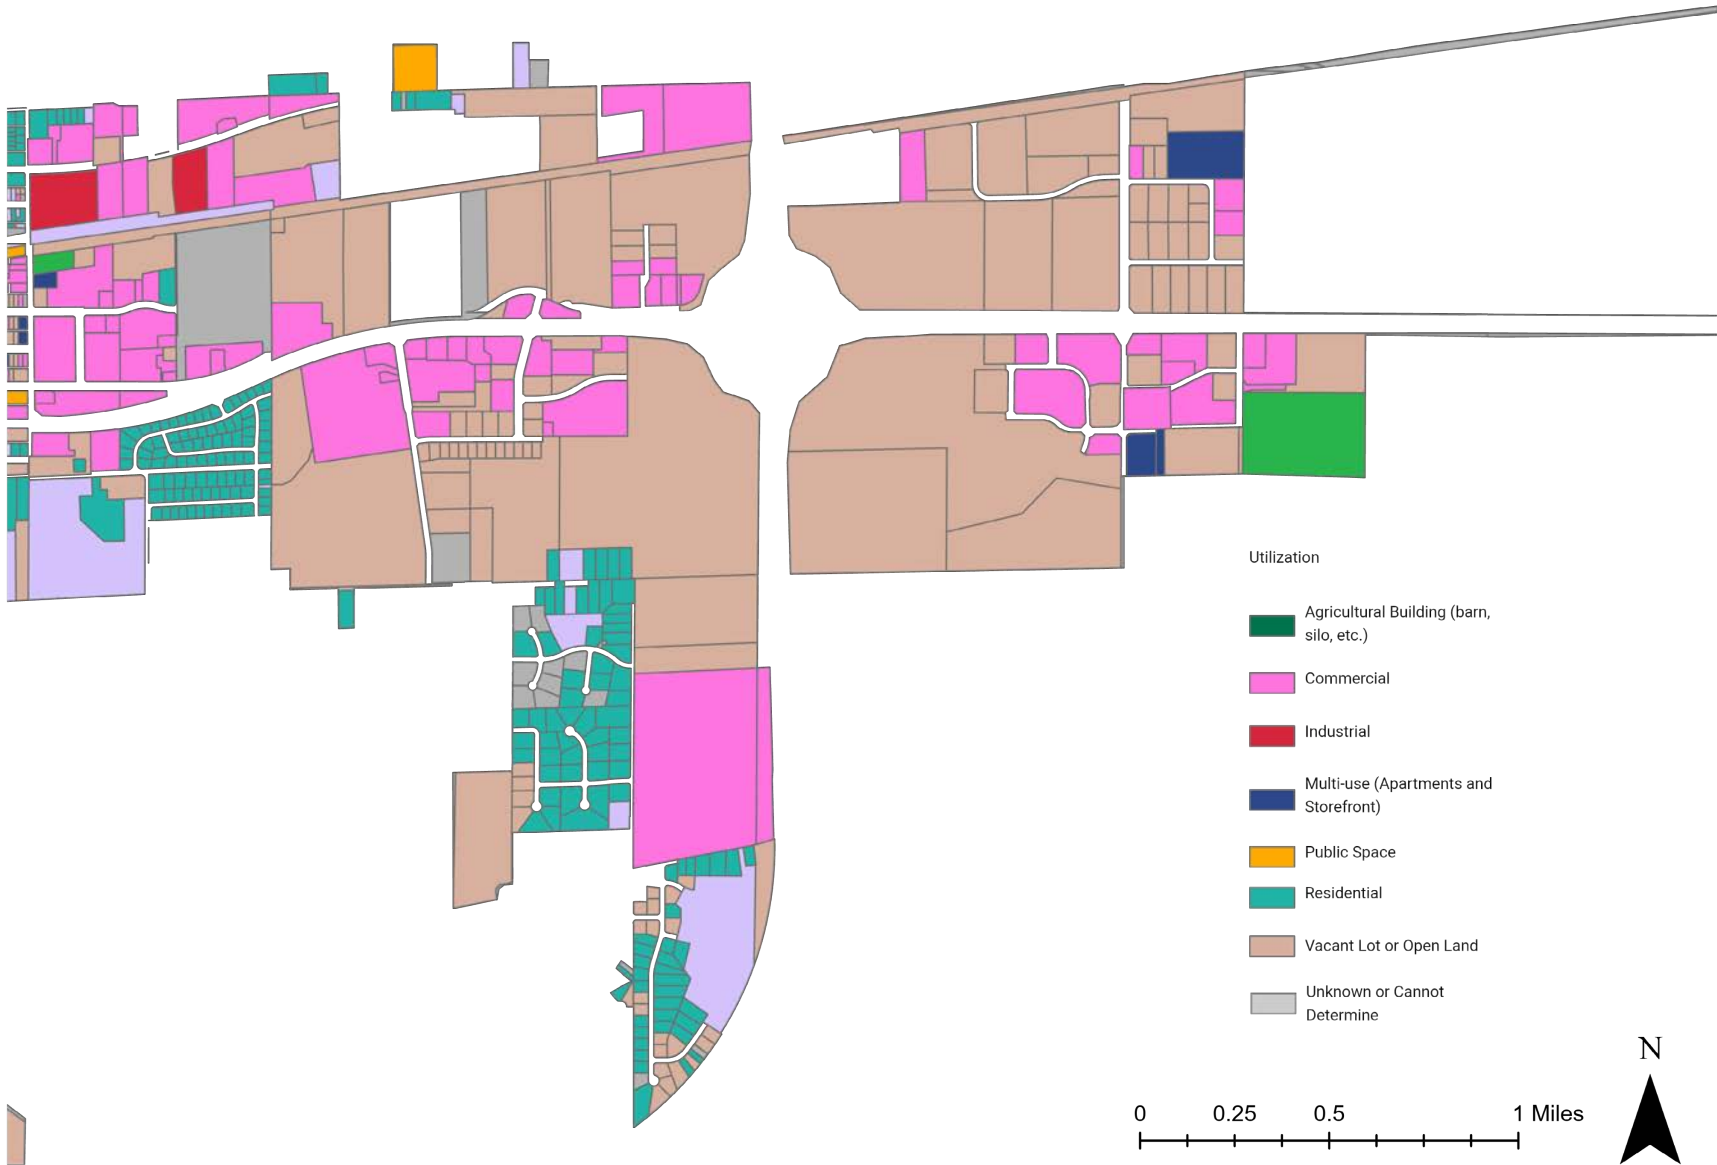 Utilization
Agricultural Building (barn,
silo, etc.)
Commercial
Industrial
Multi-use (Apartments and
Storefront)
Public Space
Residential
Vacant Lot or Open Land
Unknown or Cannot
Determine
N
0 0.25 0.5 1 Miles